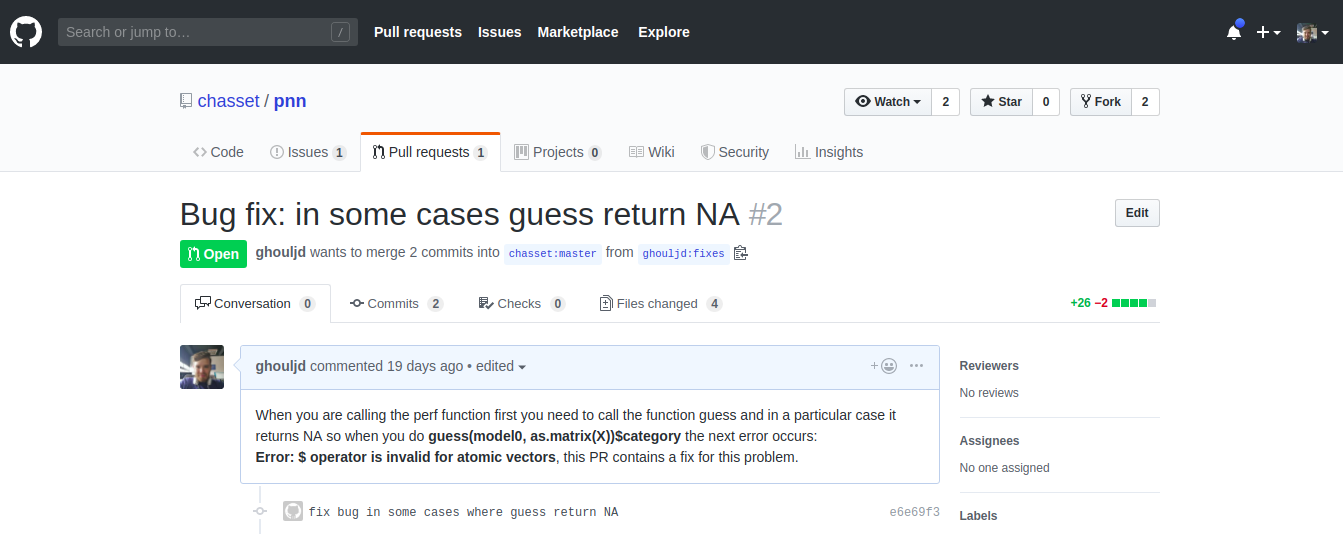 Search or jump to… /
Pull requests Issues Marketplace Explore
chasset / pnn
Watch 2 Star 0 Fork 2
Code Issues 1 Pull requests 1 Projects 0 Wiki Security Insights
Bug fix: in some cases guess return NA #2
Edit
Open ghouljd wants to merge 2 commits into chasset:master from ghouljd:fixes
Conversation 0 Commits 2 Checks 0 Files changed 4 +26 −2
ghouljd commented 19 days ago • edited
When you are calling the perf function first you need to call the function guess and in a particular case it
returns NA so when you do guess(model0, as.matrix(X))$category the next error occurs:
Error: $ operator is invalid for atomic vectors, this PR contains a fix for this problem.
fix bug in some cases where guess return NA e6e69f3
Reviewers
No reviews
Assignees
No one assigned
Labels